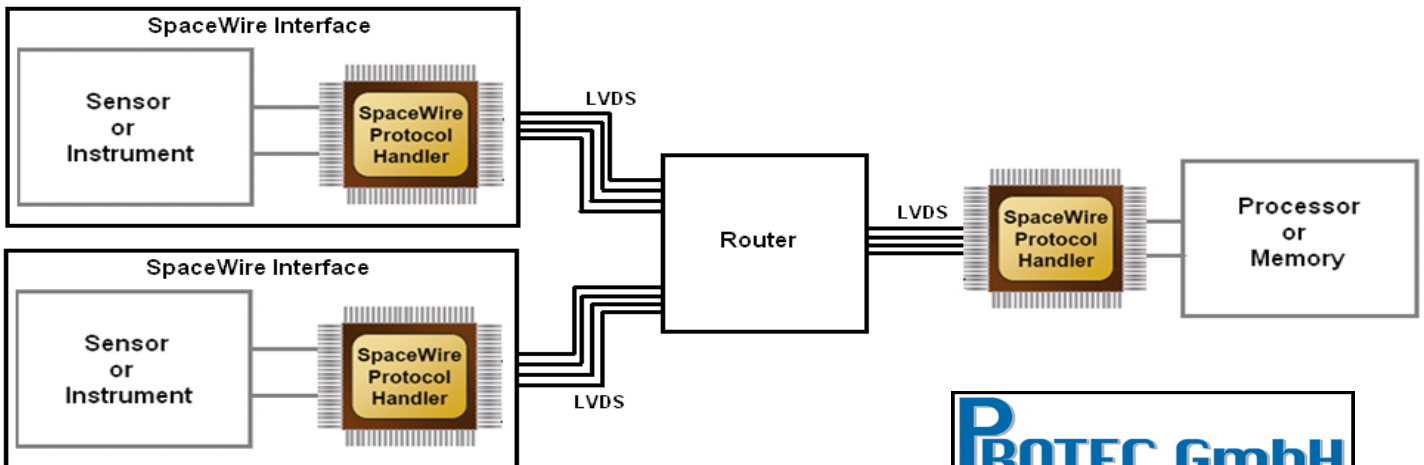 SpaceWire Interface
Sensor
or
Instrument
SpaceWire
Protocol
Handler
LVDS
SpaceWire Interface
Sensor
or
Instrument
SpaceWire
Protocol
Handler
LVDS
Router
LVDS
SpaceWire
Protocol
Handler
Processor
or
Memory
PROTEC GmbH